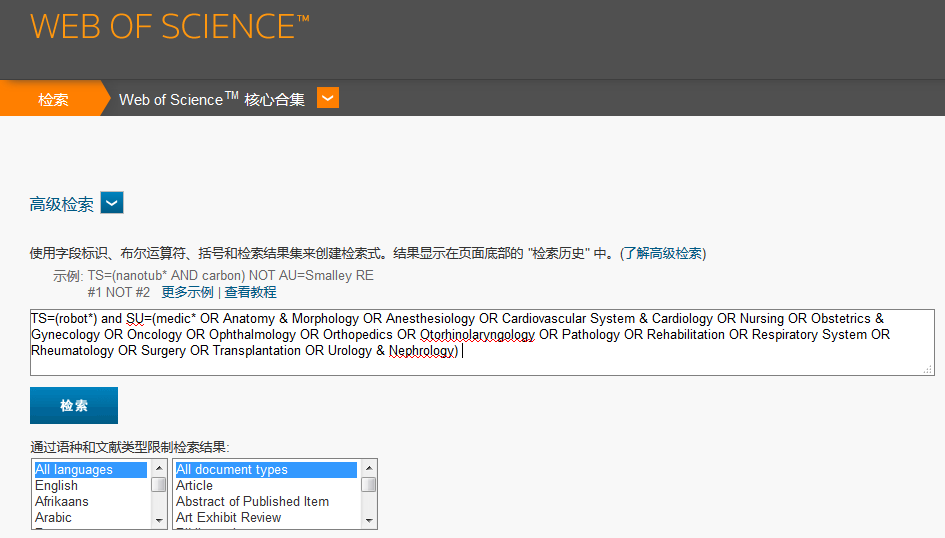 WEB OF SCIENCE™
检索
Web of Science™ 核心合集
高级检索
使用字段标识、布尔运算符、括号和检索结果集来创建检索式。结果显示在页面底部的 "检索历史" 中。(了解高级检索)
示例: TS=(nanotub* AND carbon) NOT AU=Smalley RE
#1 NOT #2 更多示例 | 查看教程
TS=(robot*) and SU=(medic* OR Anatomy & Morphology OR Anesthesiology OR Cardiovascular System & Cardiology OR Nursing OR Obstetrics &
Gynecology OR Oncology OR Ophthalmology OR Orthopedics OR Otorhinolaryngology OR Pathology OR Rehabilitation OR Respiratory System OR
Rheumatology OR Surgery OR Transplantation OR Urology & Nephrology)
检索
通过语种和文献类型限制检索结果:
All languages
English
Afrikaans
Arabic
All document types
Article
Abstract of Published Item
Art Exhibit Review